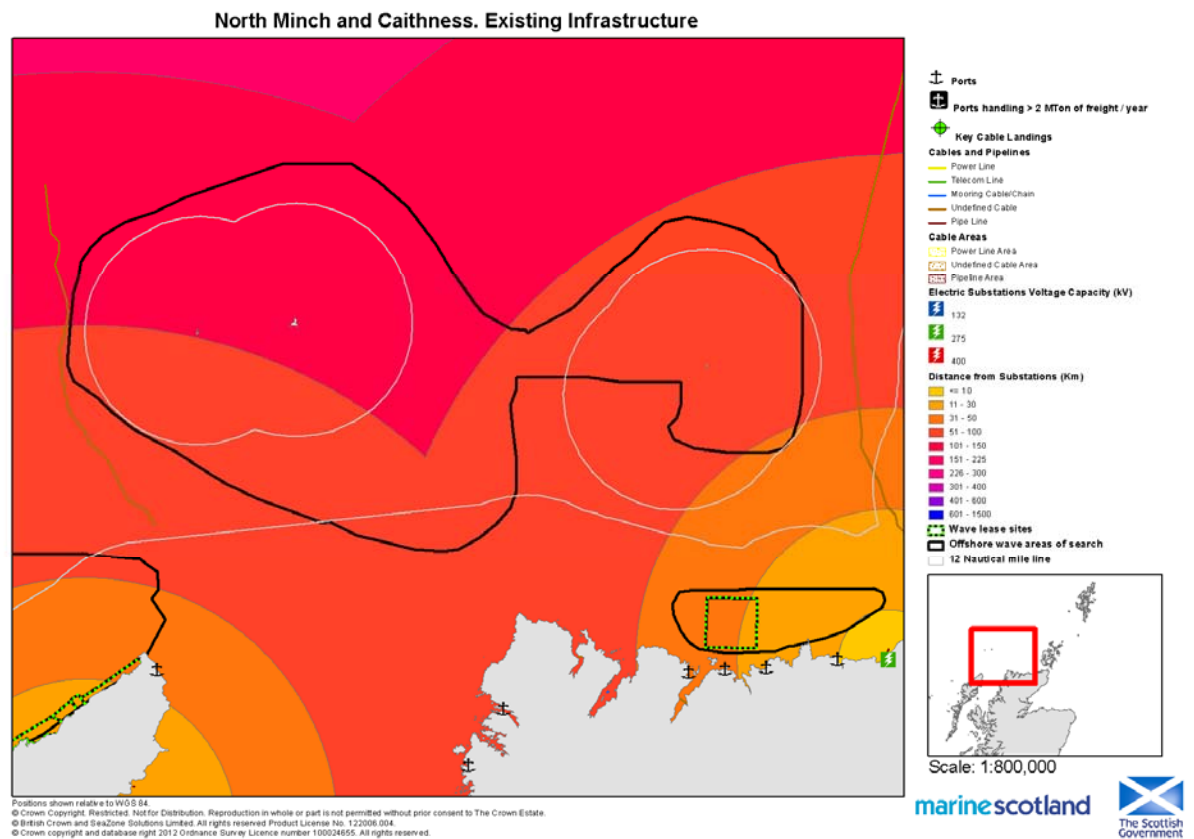 North Minch and Caithness. Existing Infrastructure
Ports
Ports handling > 2 MTon of freight / year
Key Cable Landings
Cables and Pipelines
Power Line
Telecom Line
Mooring Cable/Chain
Undefined Cable
Pipe Line
Cable Areas
Power Line Area
Undefined Cable Area
Pipeline Area
Electric Substations Voltage Capacity (kV)
132
275
400
Distance from Substations (Km)
<= 10
11 - 30
31 - 50
51 - 100
101 - 150
151 - 225
226 - 300
301 - 400
401 - 600
601 - 1500
Wave lease sites
Offshore wave areas of search
12 Nautical mile line
Scale: 1:800,000
Positions shown relative to WGS 84.
© Crown Copyright. Restricted. Not for Distribution. Reproduction in whole or part is not permitted without prior consent to The Crown Estate.
© British Crown and SeaZone Solutions Limited. All rights reserved Product License No. 122006.004.
© Crown copyright and database right 2012 Ordnance Survey Licence number 100024655. All rights reserved.
marinescotland
The Scottish
Government